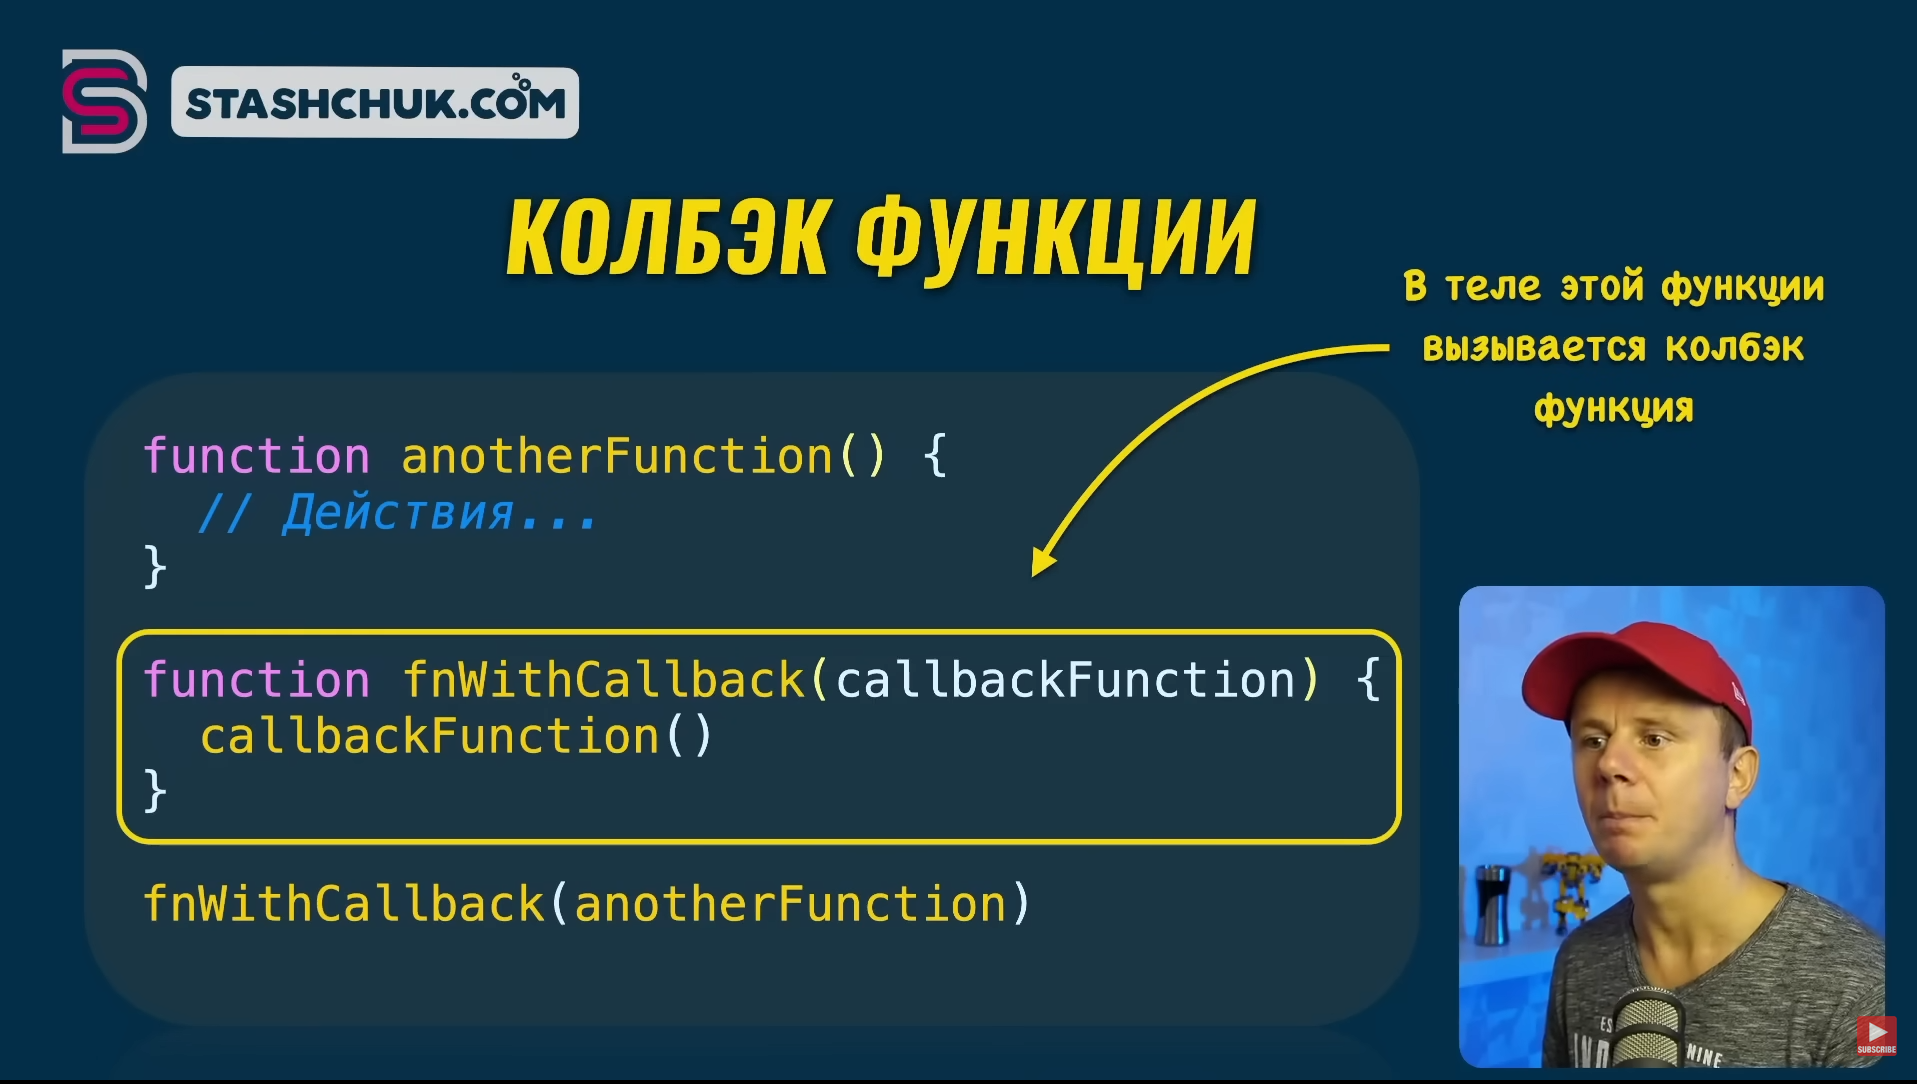 STASHCHUK.COM
КОЛБЭК ФУНКЦИИ
В теле этой функции
вызывается колбэк
функция
function anotherFunction() {
  // Действия...
}
function fnWithCallback(callbackFunction) {
  callbackFunction()
}
fnWithCallback(anotherFunction)
SUBSCRIBE
NINE